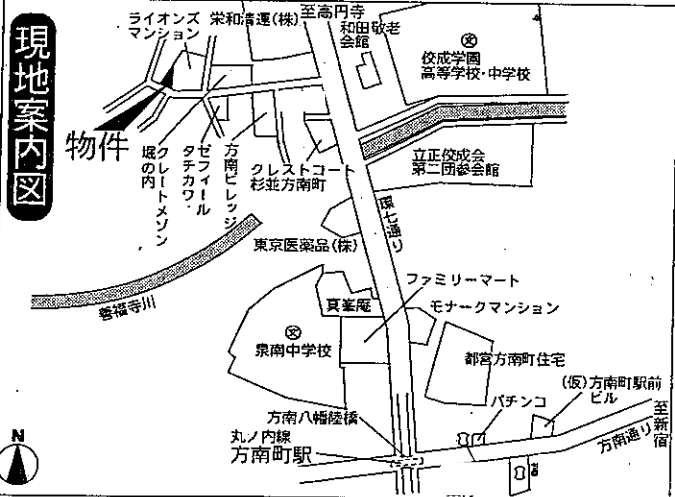 現地案内図
ライオンズ
マンション
栄和清運(株)
至高円寺
和田敬老
会館
佼成学園
高等学校・中学校
物件
クレートメゾン
堀の内
ゼフィール
タチカワ
方南ビレッジ
クレストコート
杉並方南町
立正佼成会
第二団参会館
環七通り
東京医薬品(株)
善福寺川
ファミリーマート
真峯庵
モナークマンション
泉南中学校
都宮方南町住宅
(仮)方南町駅前
ビル
パチンコ
至新宿
方南八幡陸橋
方南通り
丸ノ内線
方南町駅
N